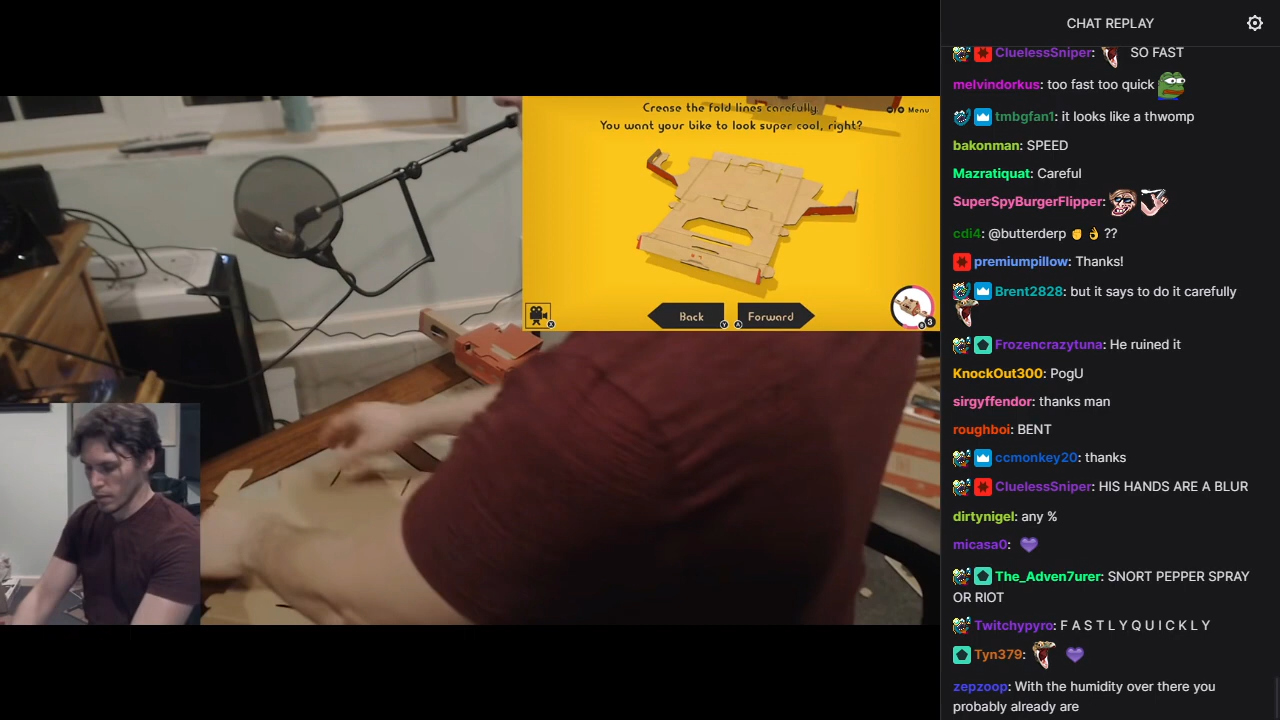 Crease the fold lines carefully.
You want your bike to look super cool, right?
Menu
Back
Y
A
Forward
X
3
CHAT REPLAY
CluelessSniper: SO FAST
melvindorkus: too fast too quick
tmbgfan1: it looks like a thwomp
bakonman: SPEED
Mazratiquat: Careful
SuperSpyBurgerFlipper:
cdi4: @butterderp ✊ 👌 ??
premiumpillow: Thanks!
Brent2828: but it says to do it carefully
Frozencrazytuna: He ruined it
KnockOut300: PogU
sirgyffendor: thanks man
roughboi: BENT
ccmonkey20: thanks
CluelessSniper: HIS HANDS ARE A BLUR
dirtynigel: any %
micasa0: 💜
The_Adven7urer: SNORT PEPPER SPRAY
OR RIOT
Twitchypyro: F A S T L Y Q U I C K L Y
Tyn379: 💜
zepzoop: With the humidity over there you
probably already are